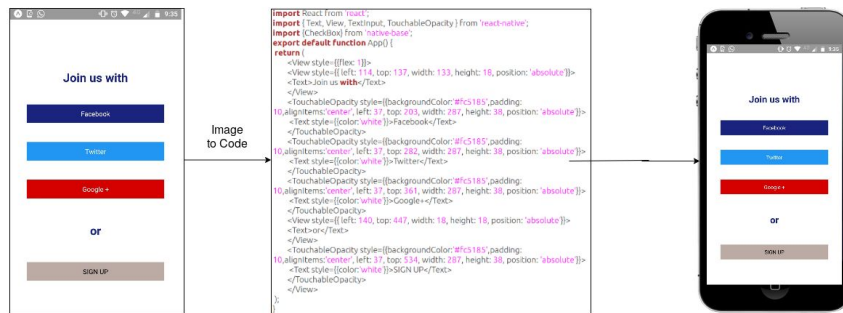 9:35
Join us with
Facebook
Twitter
Google +
or
SIGN UP
Image
to Code
import React from 'react';
import { Text, View, TextInput, TouchableOpacity } from 'react-native';
import {CheckBox} from 'native-base';
export default function App() {
return (
<View style={{flex: 1}}>
<View style={{ left: 114, top: 137, width: 133, height: 18, position: 'absolute'}}>
<Text>Join us with</Text>
</View>
<TouchableOpacity style={{backgroundColor:'#fc5185',padding:
10,alignItems:'center', left: 37, top: 203, width: 287, height: 38, position: 'absolute'}}>
<Text style={{color:'white'}}>Facebook</Text>
</TouchableOpacity>
<TouchableOpacity style={{backgroundColor:'#fc5185',padding:
10,alignItems:'center', left: 37, top: 282, width: 287, height: 38, position: 'absolute'}}>
<Text style={{color:'white'}}>Twitter</Text>
</TouchableOpacity>
<TouchableOpacity style={{backgroundColor:'#fc5185',padding:
10,alignItems:'center', left: 37, top: 361, width: 287, height: 38, position: 'absolute'}}>
<Text style={{color:'white'}}>Google+</Text>
</TouchableOpacity>
<View style={{ left: 140, top: 447, width: 18, height: 18, position: 'absolute'}}>
<Text>or</Text>
</View>
<TouchableOpacity style={{backgroundColor:'#fc5185',padding:
10,alignItems:'center', left: 37, top: 534, width: 287, height: 38, position: 'absolute'}}>
<Text style={{color:'white'}}>SIGN UP</Text>
</TouchableOpacity>
</View>
);
}
Join us with
Facebook
Twitter
Google +
or
SIGN UP